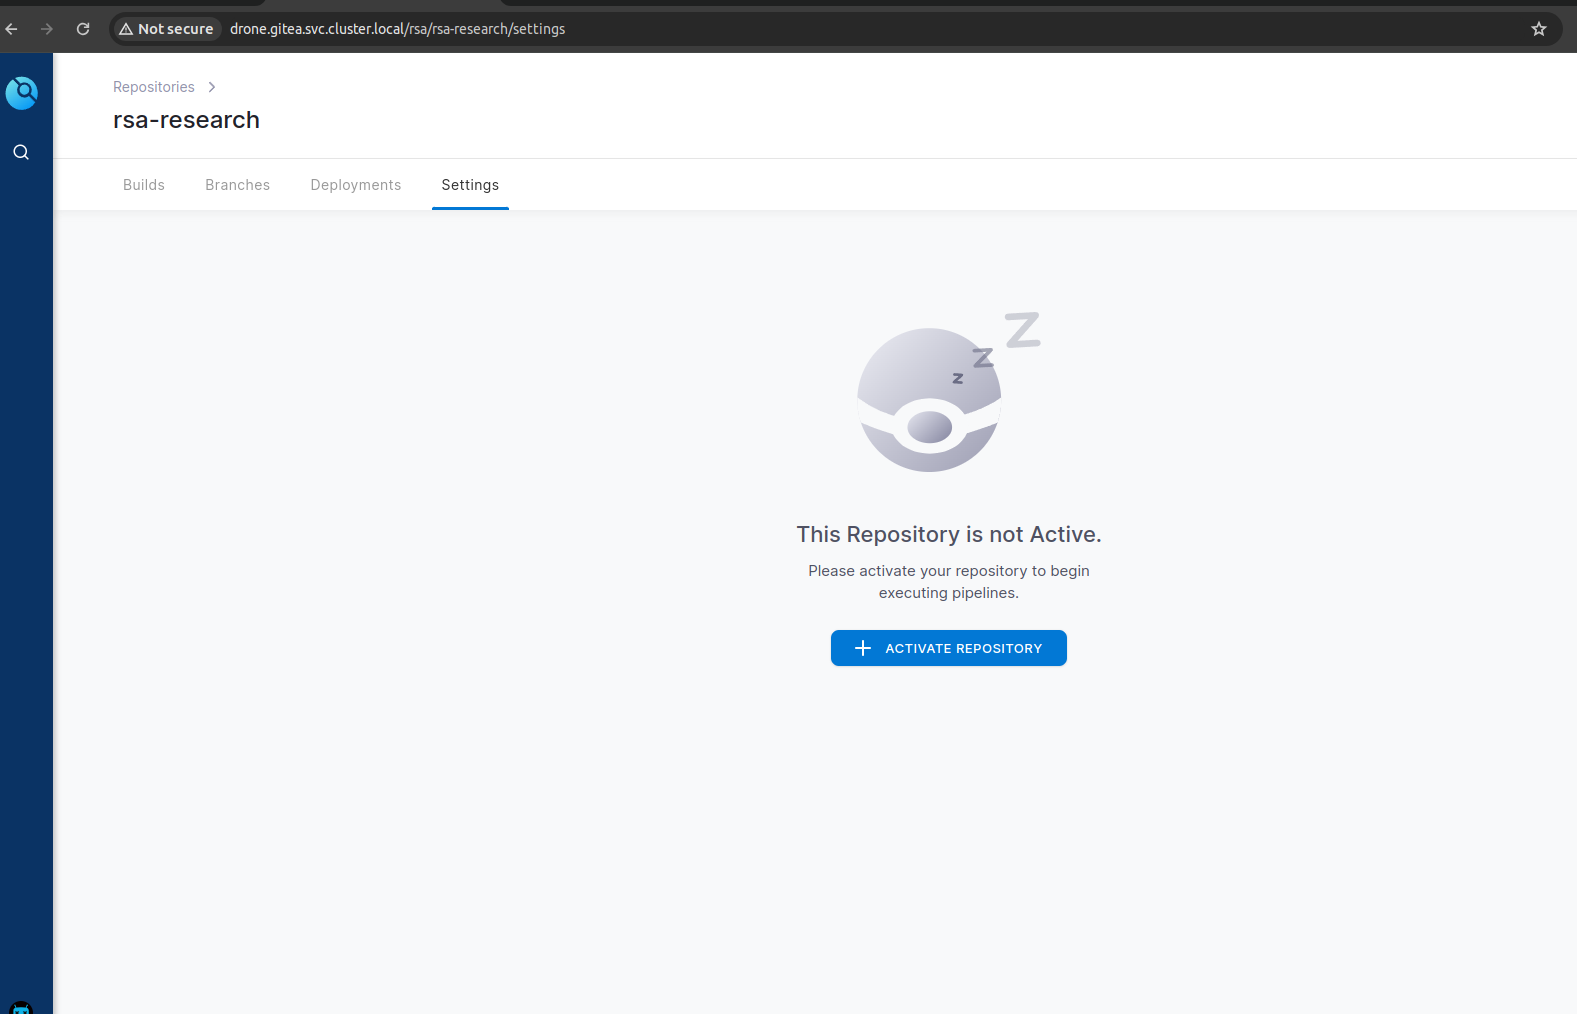 Not secure drone.gitea.svc.cluster.local/rsa/rsa-research/settings
Repositories
rsa-research
Builds Branches Deployments Settings
z z Z
This Repository is not Active.
Please activate your repository to begin
executing pipelines.
ACTIVATE REPOSITORY